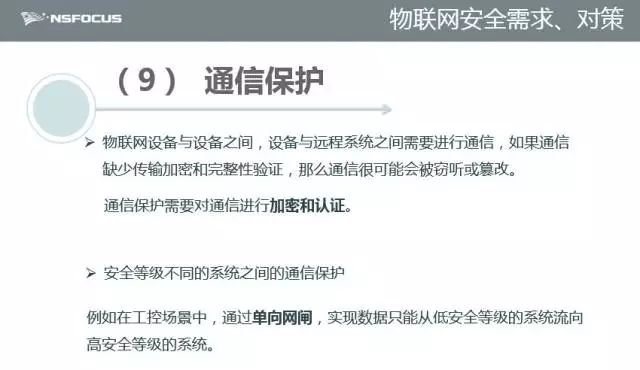 NSFOCUS
物联网安全需求、对策
（9） 通信保护
物联网设备与设备之间，设备与远程系统之间需要进行通信，如果通信
缺少传输加密和完整性验证，那么通信很可能会被窃听或篡改。
通信保护需要对通信进行加密和认证。
安全等级不同的系统之间的通信保护
例如在工控场景中，通过单向网闸，实现数据只能从低安全等级的系统流向
高安全等级的系统。